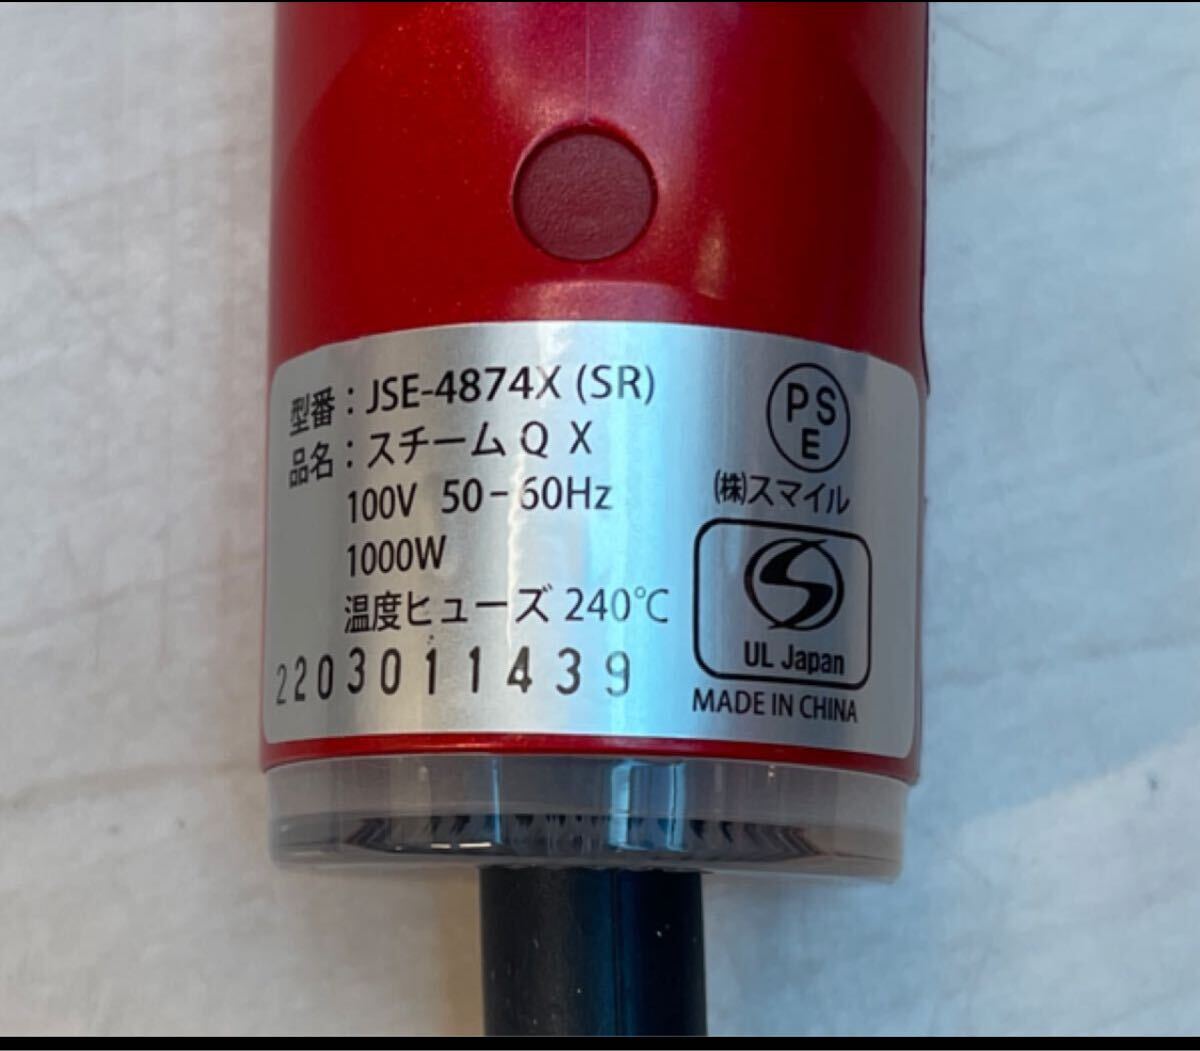 型番：JSE-4874X (SR)
品名：スチームQ X
100V 50-60Hz
1000W
温度ヒューズ 240℃
2203011439
PSE
(株)スマイル
UL Japan
MADE IN CHINA